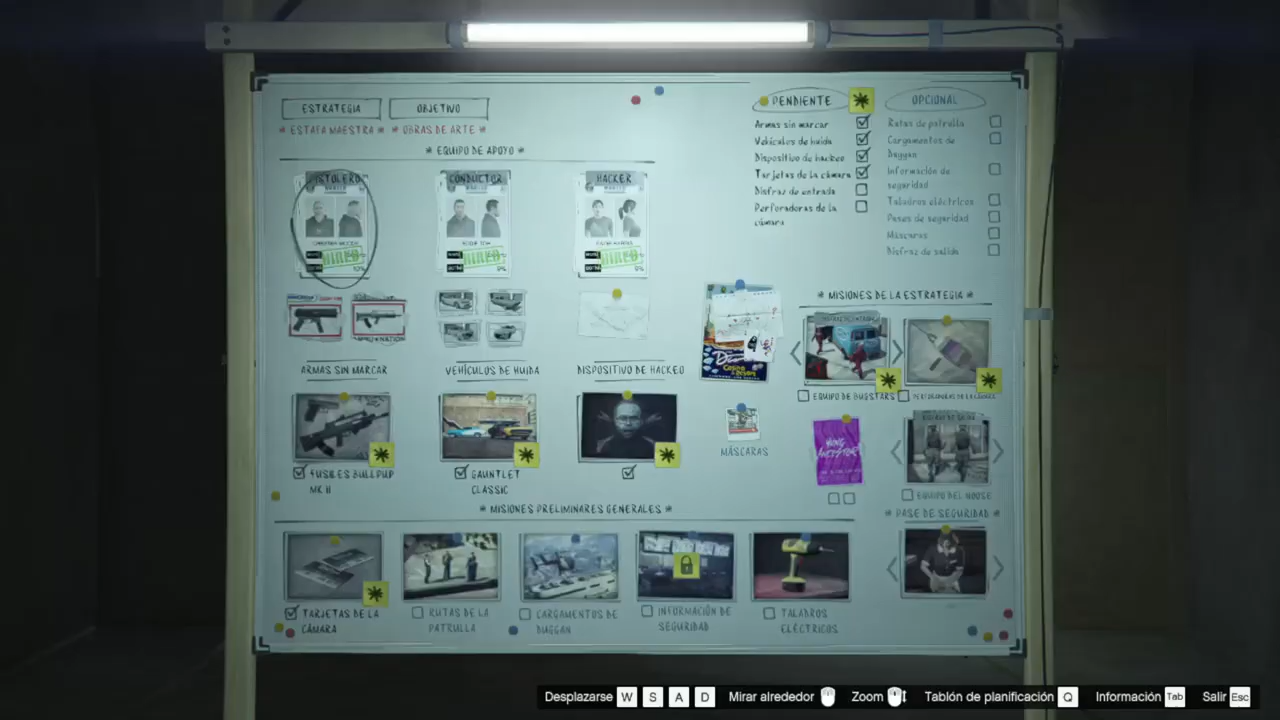 ESTRATEGIA
OBJETIVO
* ESTAFA MAESTRA *
* OBRAS DE ARTE *
* EQUIPO DE APOYO *
PISTOLERO
CONDUCTOR
HACKER
HIRED
HIRED
HIRED
PENDIENTE
Armas sin marcar
Vehículos de huida
Dispositivo de hackeo
Tarjetas de la cámara
Disfraz de entrada
Perforadoras de la
cámara
OPCIONAL
Rutas de patrulla
Cargamentos de
Duggan
Información de
seguridad
Taladros eléctricos
Pases de seguridad
Máscaras
Disfraz de salida
ARMAS SIN MARCAR
VEHÍCULOS DE HUIDA
DISPOSITIVO DE HACKEO
FUSILES BULLPUP
MK II
GAUNTLET
CLASSIC
MÁSCARAS
* MISIONES DE LA ESTRATEGIA *
EQUIPO DE BUGSTARS
PERFORADORAS DE LA CÁMARA
YUNG
ANCESTOR
EQUIPO DEL NOOSE
* PASE DE SEGURIDAD *
* MISIONES PRELIMINARES GENERALES *
TARJETAS DE LA
CÁMARA
RUTAS DE LA
PATRULLA
CARGAMENTOS DE
DUGGAN
INFORMACIÓN DE
SEGURIDAD
TALADROS
ELÉCTRICOS
Desplazarse W S A D Mirar alrededor Zoom Tablón de planificación Q Información Tab Salir Esc